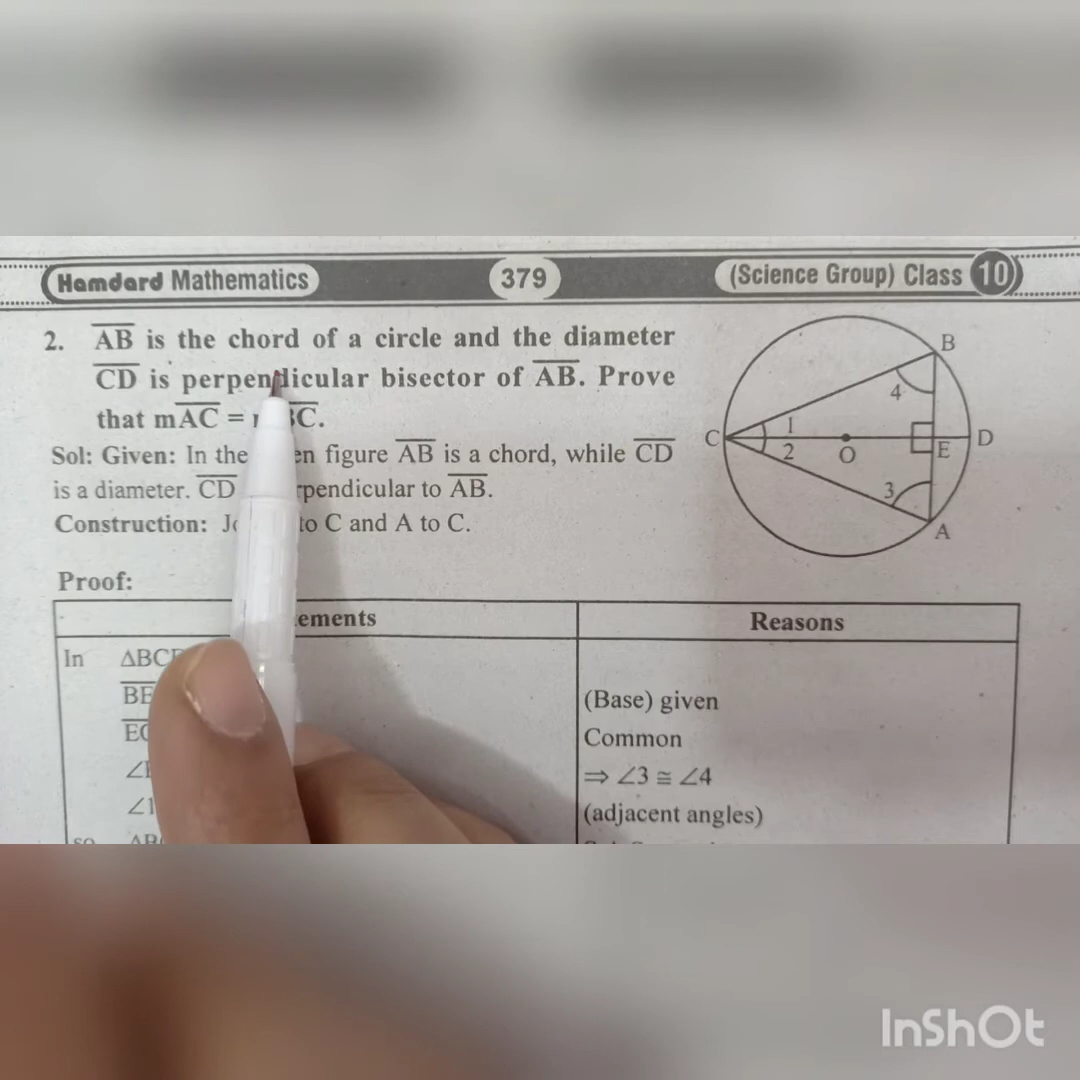 Hamdard Mathematics 379 (Science Group) Class 10
2. AB is the chord of a circle and the diameter
CD is perpendicular bisector of AB. Prove
that mAC = BC.
Sol: Given: In the figure AB is a chord, while CD
is a diameter. CD to AB.
Construction: to C and A to C.
B
4
C 1 2 O E D
3
A
Proof:
Reasons
In
BE (Base) given
Common
⇒ ∠3 ≅ ∠4
(adjacent angles)
so
InShOt